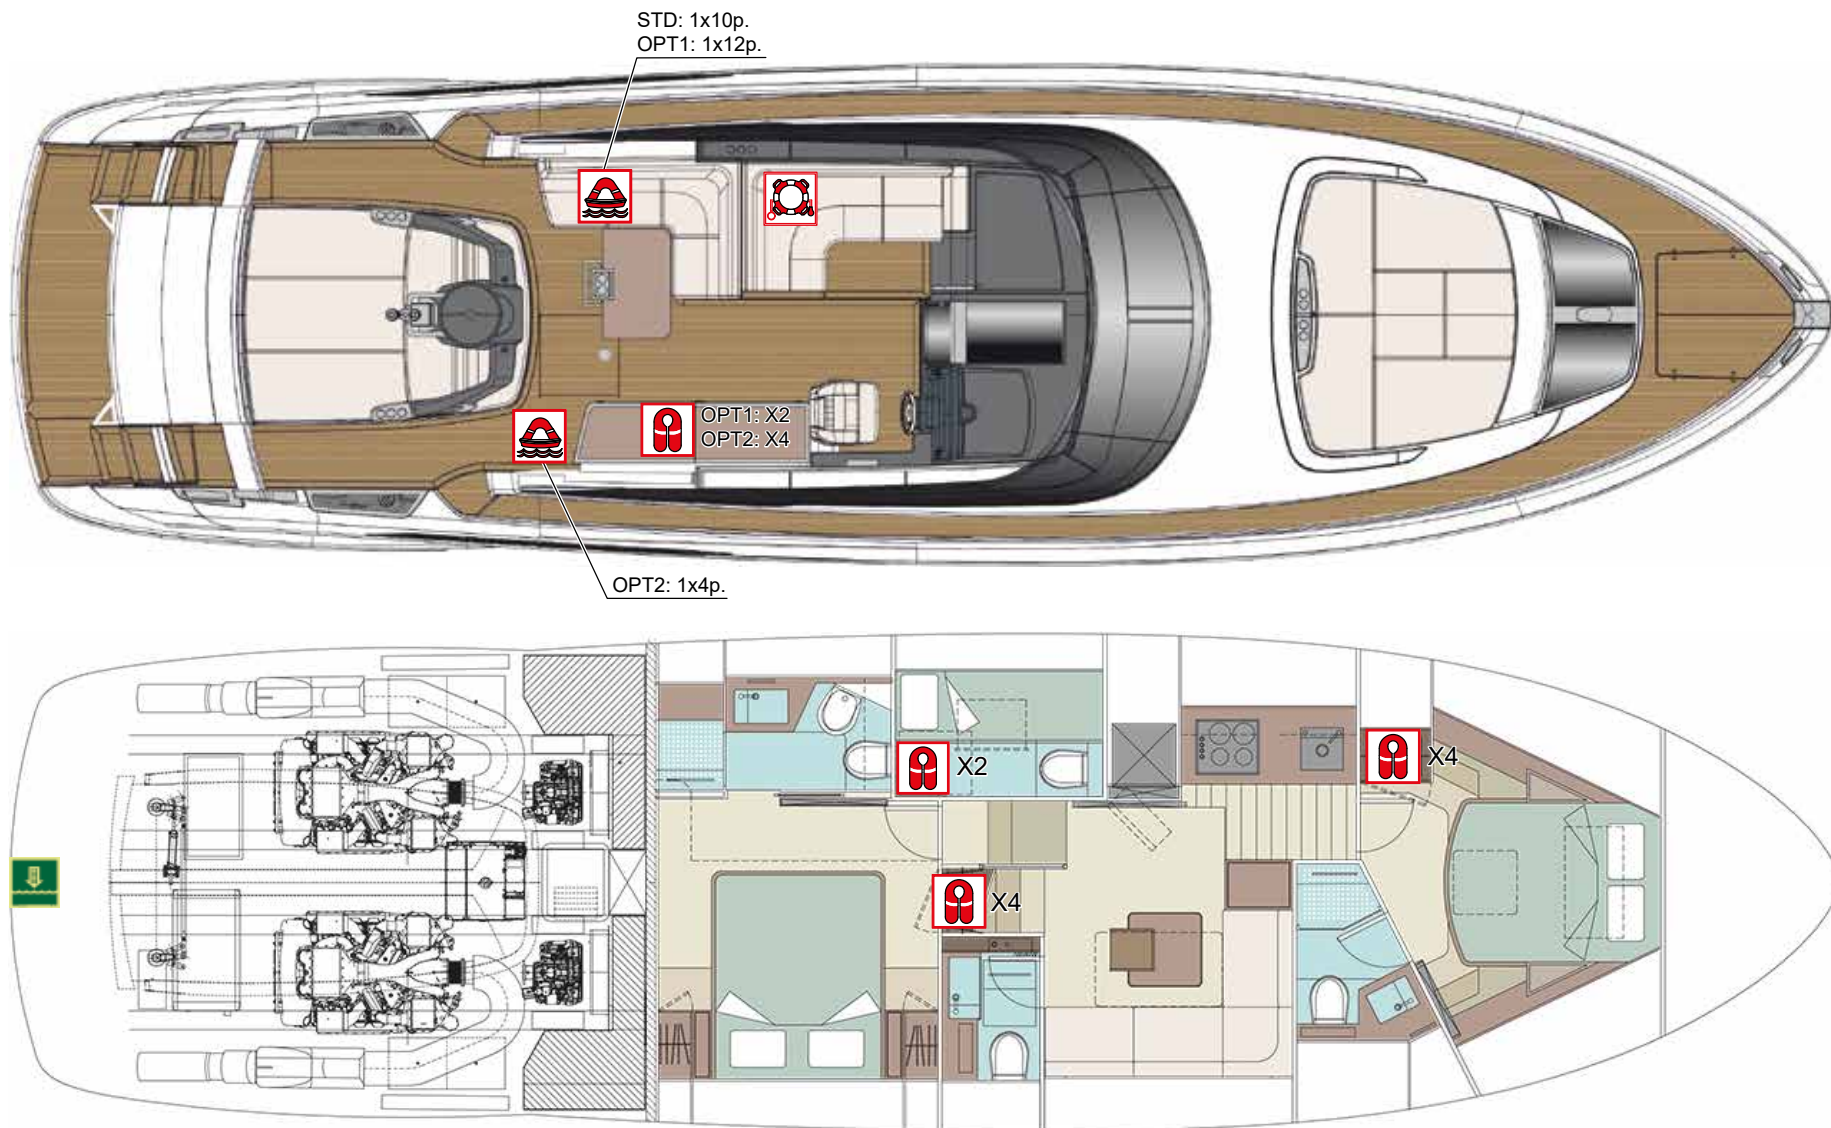 STD: 1x10p.
OPT1: 1x12p.
OPT1: X2
OPT2: X4
OPT2: 1x4p.
X2
X4
X4